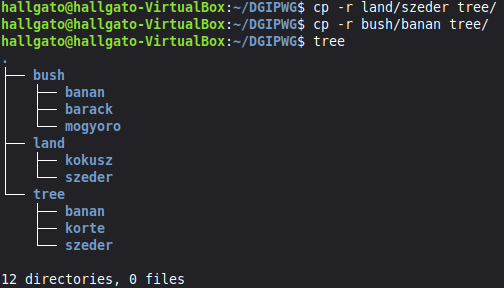 hallgato@hallgato-VirtualBox:~/DGIPWG$ cp -r land/szeder tree/
hallgato@hallgato-VirtualBox:~/DGIPWG$ cp -r bush/banan tree/
hallgato@hallgato-VirtualBox:~/DGIPWG$ tree
.
├── bush
│   ├── banan
│   ├── barack
│   └── mogyoro
├── land
│   ├── kokusz
│   └── szeder
└── tree
    ├── banan
    ├── korte
    └── szeder
12 directories, 0 files